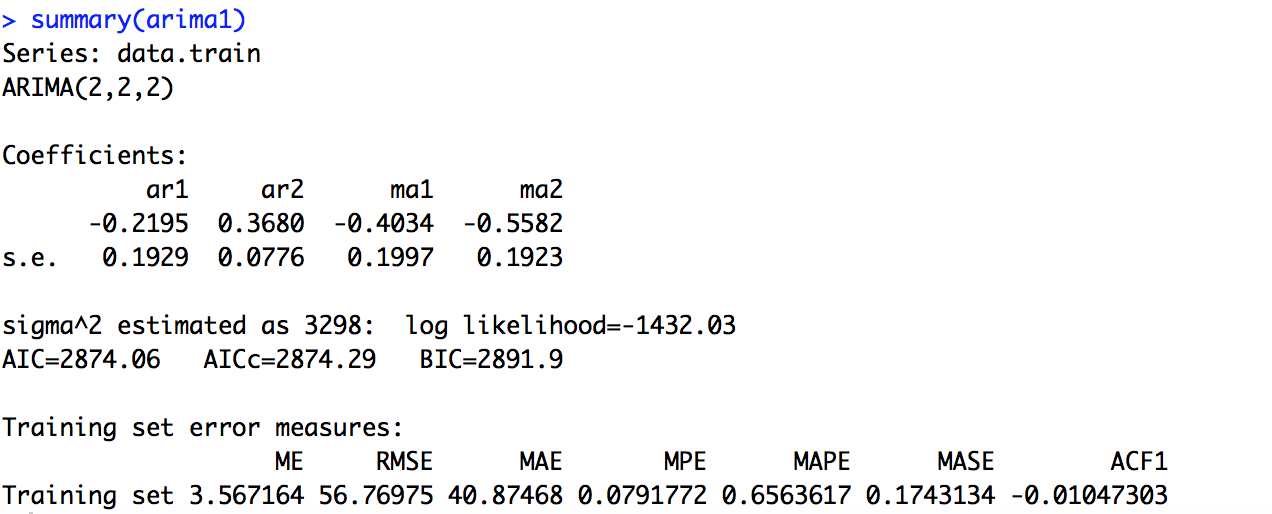 > summary(arima1)
Series: data.train
ARIMA(2,2,2)
Coefficients:
ar1 ar2 ma1 ma2
-0.2195 0.3680 -0.4034 -0.5582
s.e. 0.1929 0.0776 0.1997 0.1923
sigma^2 estimated as 3298: log likelihood=-1432.03
AIC=2874.06 AICc=2874.29 BIC=2891.9
Training set error measures:
ME RMSE MAE MPE MAPE MASE ACF1
Training set 3.567164 56.76975 40.87468 0.0791772 0.6563617 0.1743134 -0.01047303